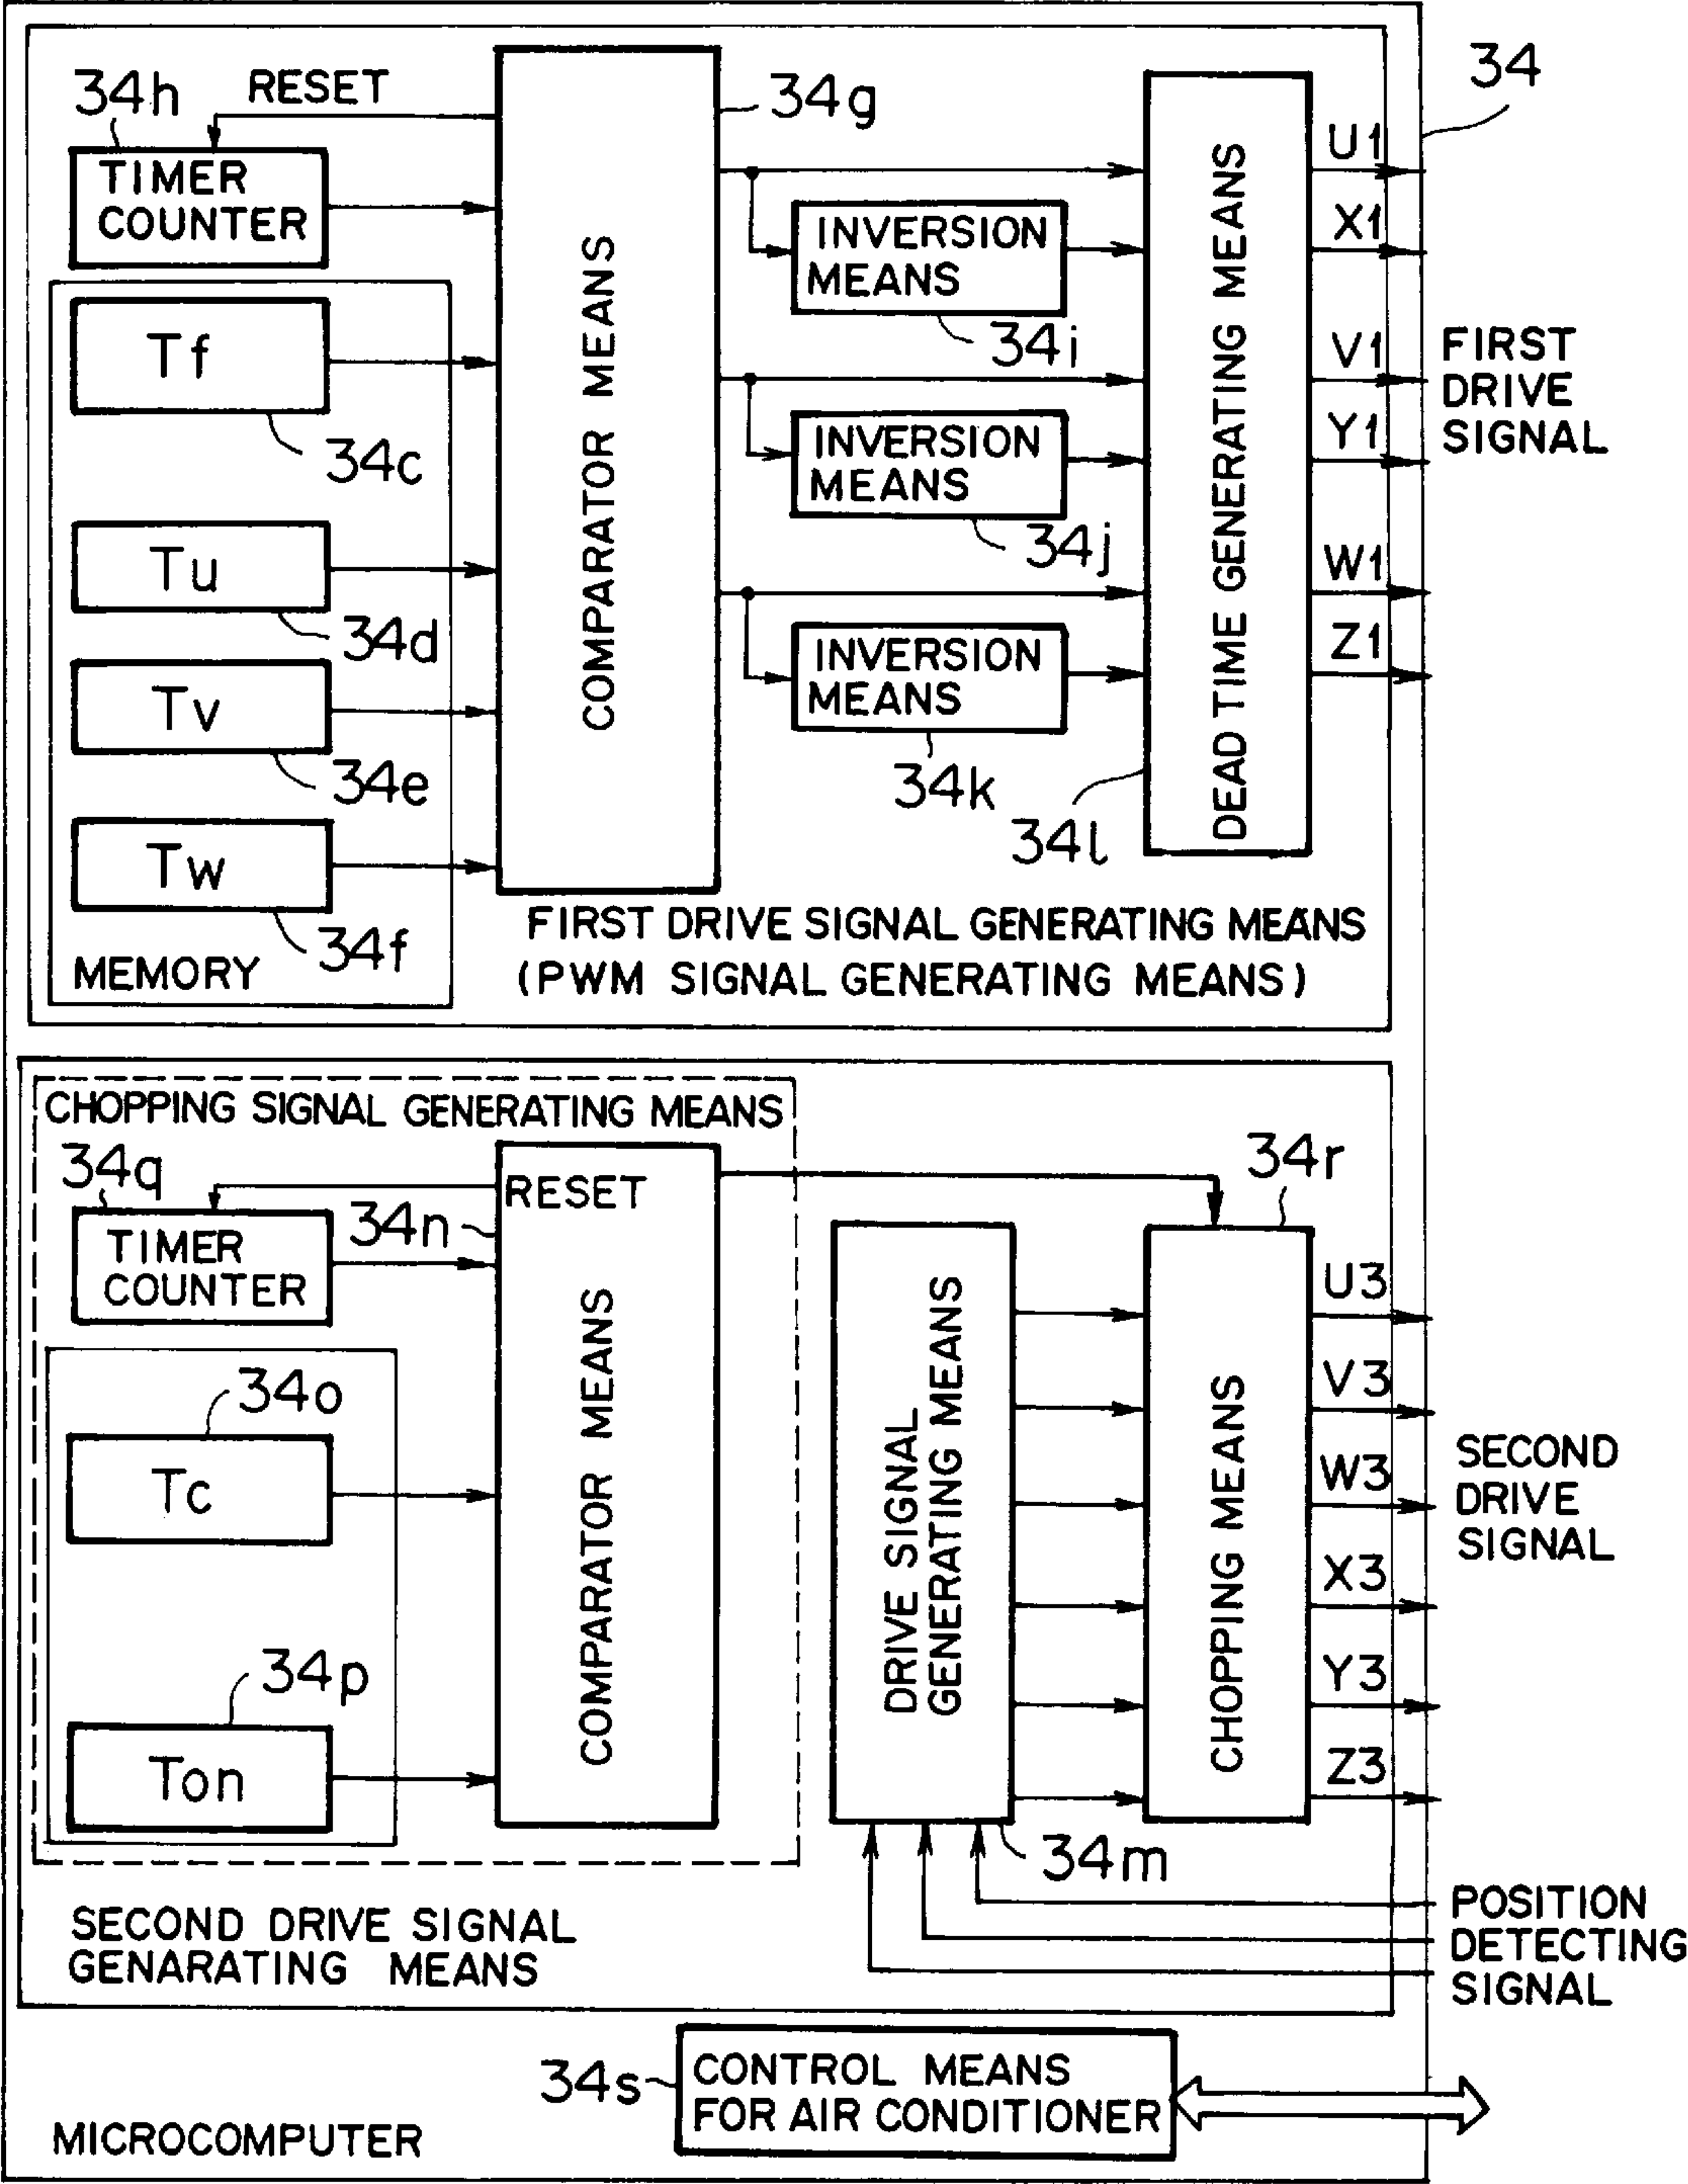 34
34h
RESET
34g
TIMER
COUNTER
U1
X1
INVERSION
MEANS
34i
Tf
34c
COMPARATOR MEANS
V1
Y1
FIRST
DRIVE
SIGNAL
INVERSION
MEANS
34j
DEAD TIME GENERATING MEANS
Tu
34d
W1
Z1
INVERSION
MEANS
34k
Tv
34e
34l
Tw
34f
MEMORY
FIRST DRIVE SIGNAL GENERATING MEANS
(PWM SIGNAL GENERATING MEANS)
CHOPPING SIGNAL GENERATING MEANS
34q
RESET
34n
34r
TIMER
COUNTER
COMPARATOR MEANS
DRIVE SIGNAL
GENERATING MEANS
CHOPPING MEANS
U3
V3
W3
X3
Y3
Z3
SECOND
DRIVE
SIGNAL
34o
Tc
34p
Ton
34m
POSITION
DETECTING
SIGNAL
SECOND DRIVE SIGNAL
GENARATING MEANS
34s
CONTROL MEANS
FOR AIR CONDITIONER
MICROCOMPUTER